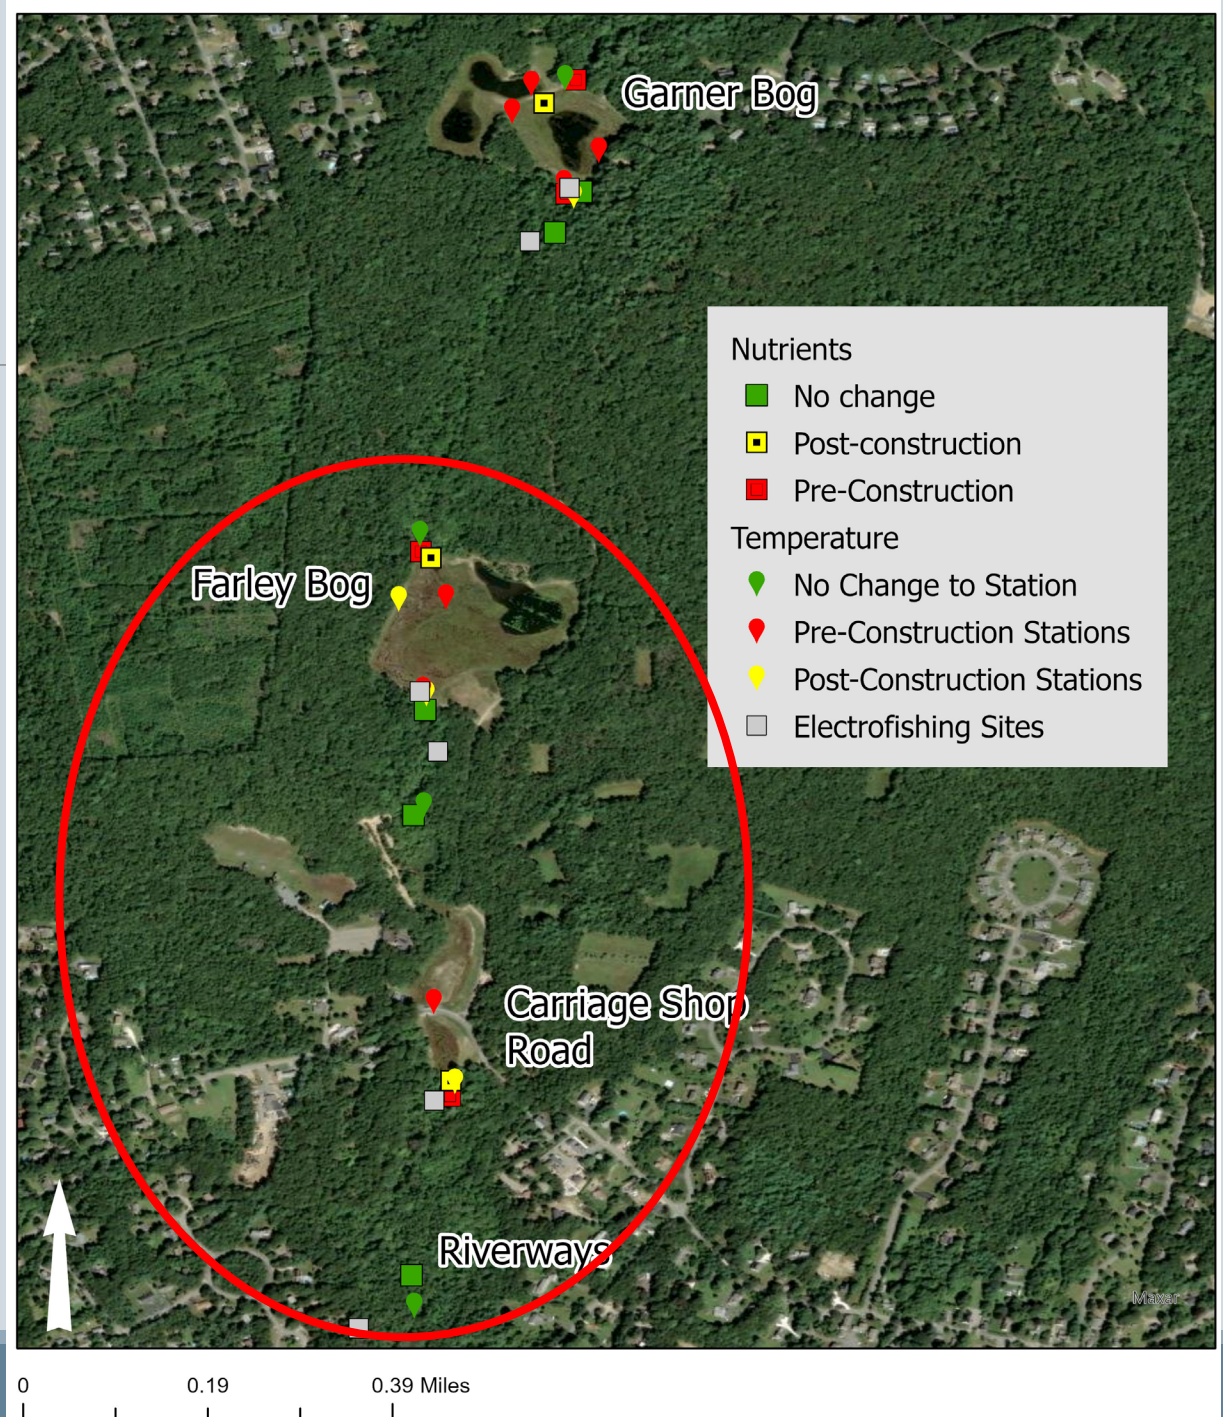 Garner Bog
Nutrients
No change
Post-construction
Pre-Construction
Temperature
No Change to Station
Pre-Construction Stations
Post-Construction Stations
Electrofishing Sites
Farley Bog
Carriage Shop
Road
Riverways
Maxar
0 0.19 0.39 Miles